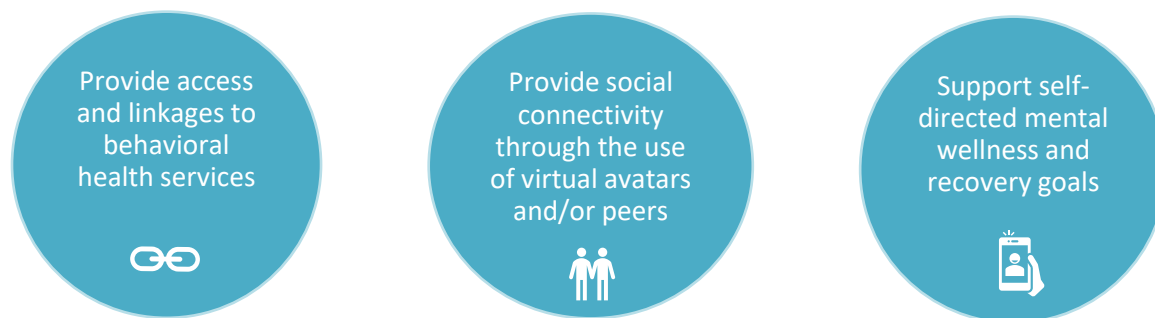 Provide access
and linkages to
behavioral
health services
Provide social
connectivity
through the use
of virtual avatars
and/or peers
Support self-
directed mental
wellness and
recovery goals